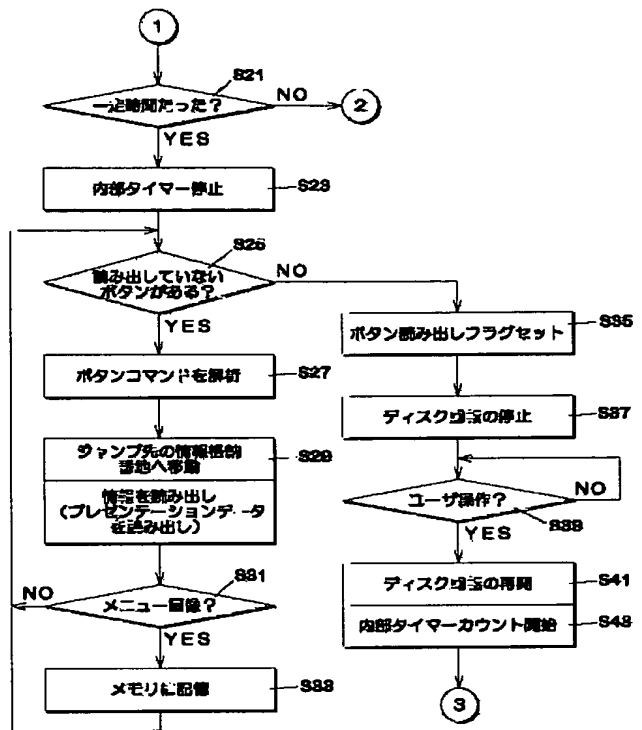 1
S21
一定時間たった？
NO
2
YES
内部タイマー停止
S23
S25
読み出していない
ボタンがある？
NO
YES
ボタンコマンドを解析
S27
ジャンプ先の情報格納
番地へ移動
S29
情報を読み出し
（プレゼンテーションデータ
を読み出し）
S31
NO
メニュー画像？
YES
メモリに記憶
S33
ボタン読み出しフラグセット
S35
ディスク回転の停止
S37
ユーザ操作？
NO
S39
YES
ディスク回転の再開
S41
内部タイマーカウント開始
S43
3